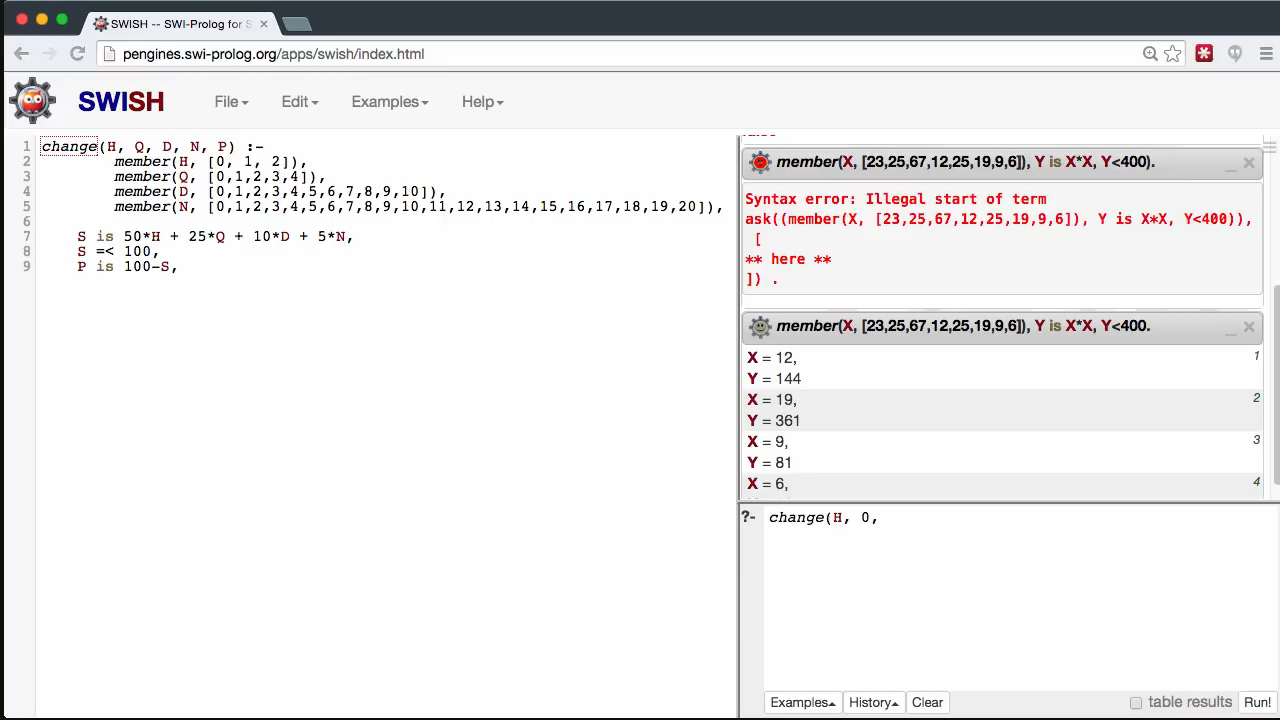 SWISH -- SWI-Prolog for S
pengines.swi-prolog.org/apps/swish/index.html
SWISH
File
Edit
Examples
Help
1 change(H, Q, D, N, P) :-
2 member(H, [0, 1, 2]),
3 member(Q, [0,1,2,3,4]),
4 member(D, [0,1,2,3,4,5,6,7,8,9,10]),
5 member(N, [0,1,2,3,4,5,6,7,8,9,10,11,12,13,14,15,16,17,18,19,20]),
6
7 S is 50*H + 25*Q + 10*D + 5*N,
8 S =< 100,
9 P is 100-S,
member(X, [23,25,67,12,25,19,9,6]), Y is X*X, Y<400).
Syntax error: Illegal start of term
ask((member(X, [23,25,67,12,25,19,9,6]), Y is X*X, Y<400)),
[
** here **
]) .
member(X, [23,25,67,12,25,19,9,6]), Y is X*X, Y<400.
X = 12, 1
Y = 144
X = 19, 2
Y = 361
X = 9, 3
Y = 81
X = 6, 4
?- change(H, 0,
Examples
History
Clear
table results
Run!